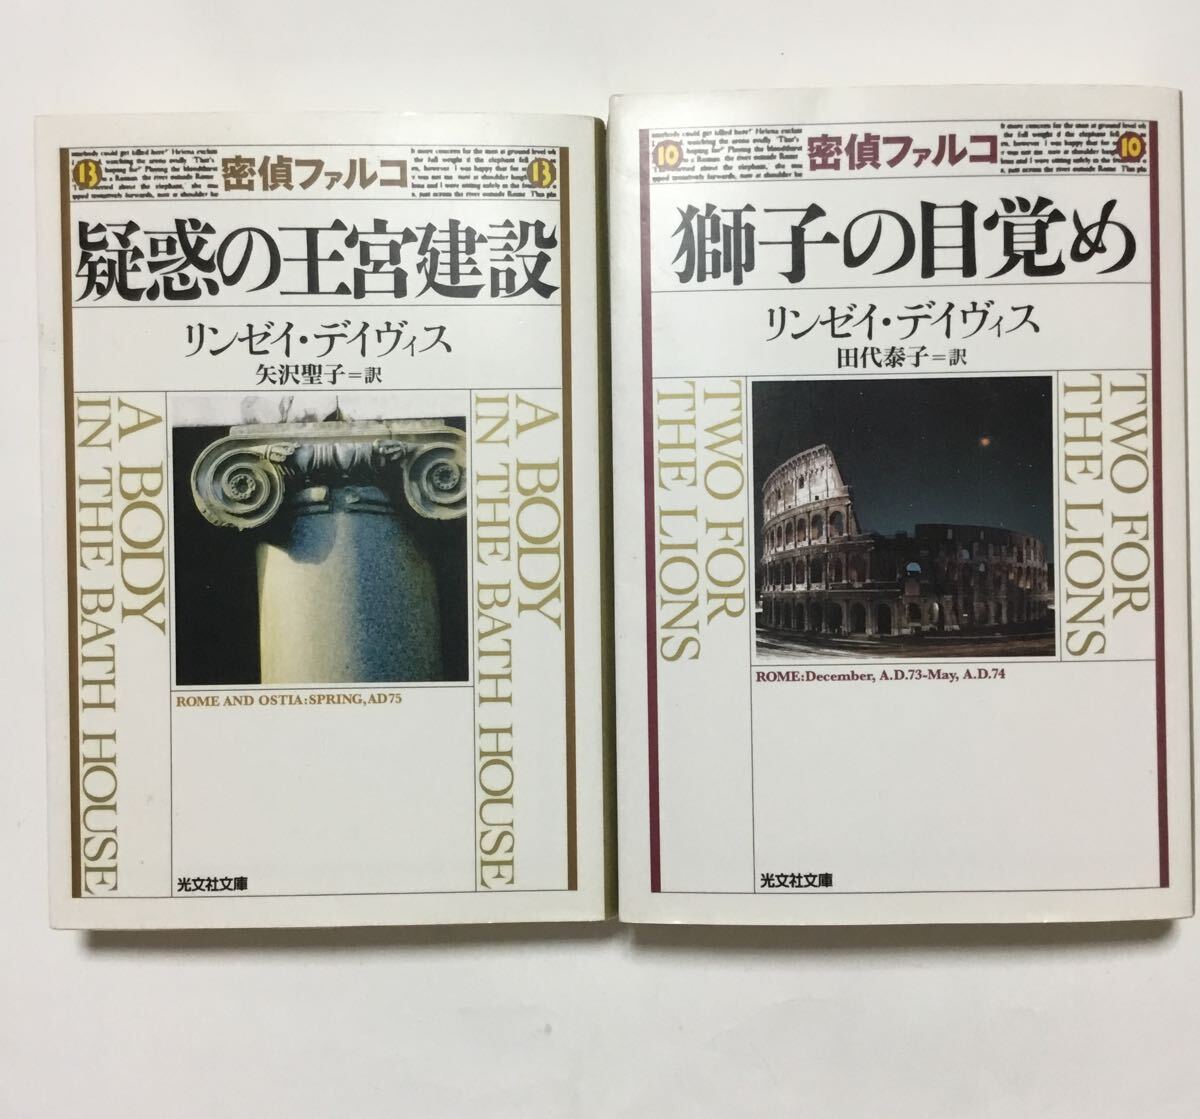 13
密偵ファルコ
13
疑惑の王宮建設
リンゼイ・デイヴィス
矢沢聖子=訳
A BODY
IN THE BATH HOUSE
A BODY
IN THE BATH HOUSE
ROME AND OSTIA:SPRING,AD75
光文社文庫
10
密偵ファルコ
10
獅子の目覚め
リンゼイ・デイヴィス
田代泰子=訳
TWO FOR
THE LIONS
TWO FOR
THE LIONS
ROME:December, A.D.73-May, A.D.74
光文社文庫